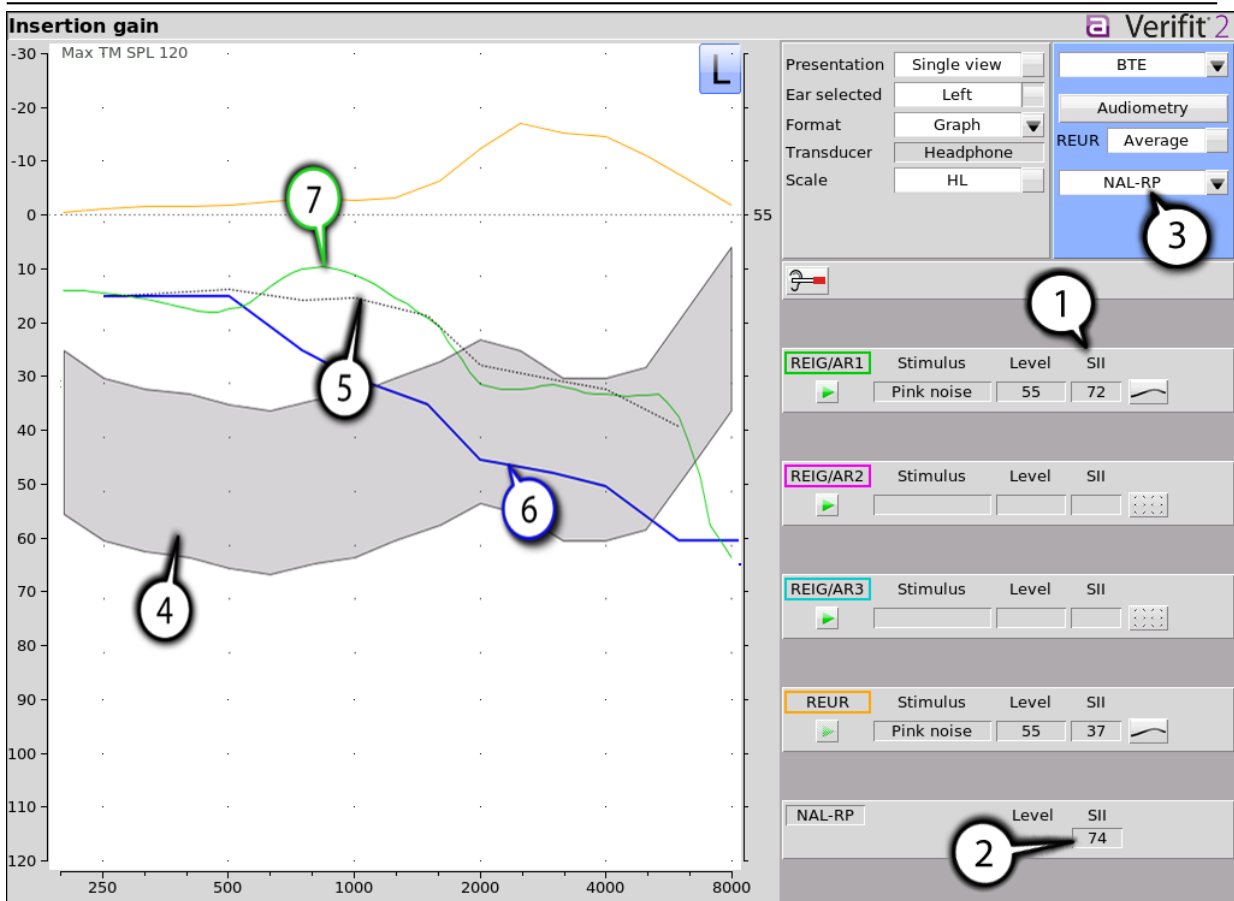 Insertion gain
a Verifit 2
Max TM SPL 120
L
-30
-20
-10
0
10
20
30
40
50
60
70
80
90
100
110
120
55
250 500 1000 2000 4000 8000
7
5
6
4
Presentation Single view
Ear selected Left
Format Graph
Transducer Headphone
Scale HL
BTE
Audiometry
REUR Average
NAL-RP
3
1
REIG/AR1 Stimulus Level SII
Pink noise 55 72
REIG/AR2 Stimulus Level SII
REIG/AR3 Stimulus Level SII
REUR Stimulus Level SII
Pink noise 55 37
NAL-RP Level SII
74
2